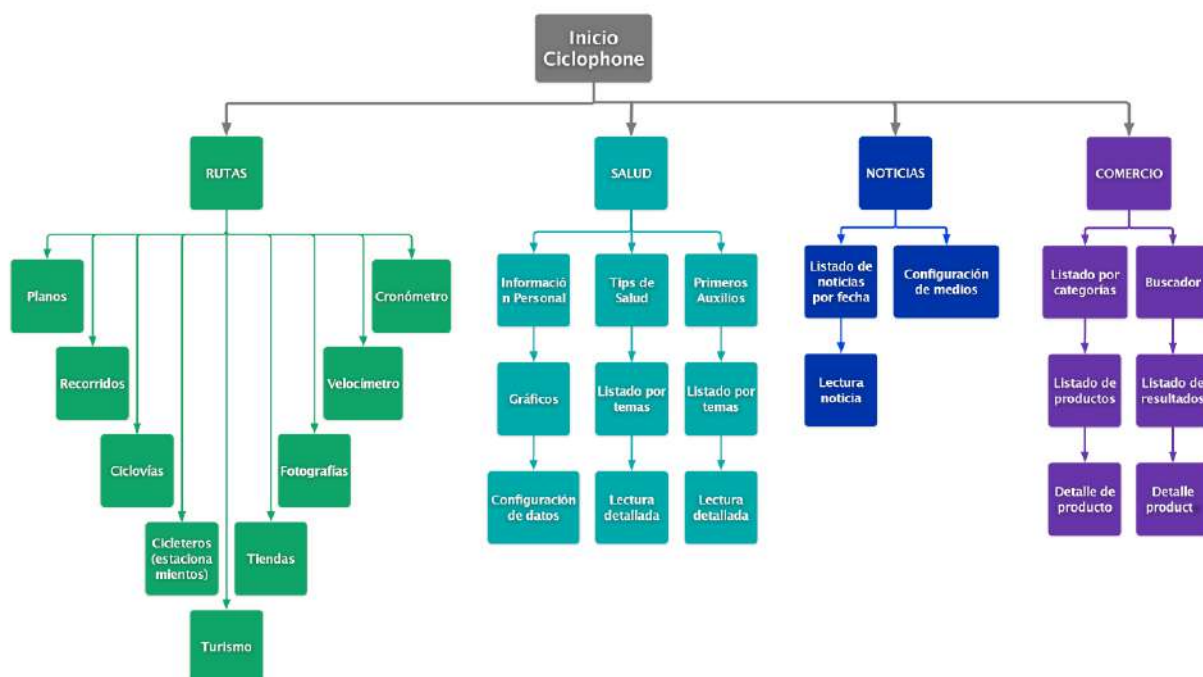 Inicio
Ciclophone
RUTAS
SALUD
NOTICIAS
COMERCIO
Planos
Recorridos
Ciclovías
Cicleteros
(estaciona
mientos)
Turismo
Tiendas
Fotografías
Velocímetro
Cronómetro
Informació
n Personal
Gráficos
Configuración
de datos
Tips de
Salud
Listado por
temas
Lectura
detallada
Primeros
Auxilios
Listado por
temas
Lectura
detallada
Listado de
noticias
por fecha
Lectura
noticia
Configuración
de medios
Listado por
categorías
Listado de
productos
Detalle de
producto
Buscador
Listado de
resultados
Detalle
product